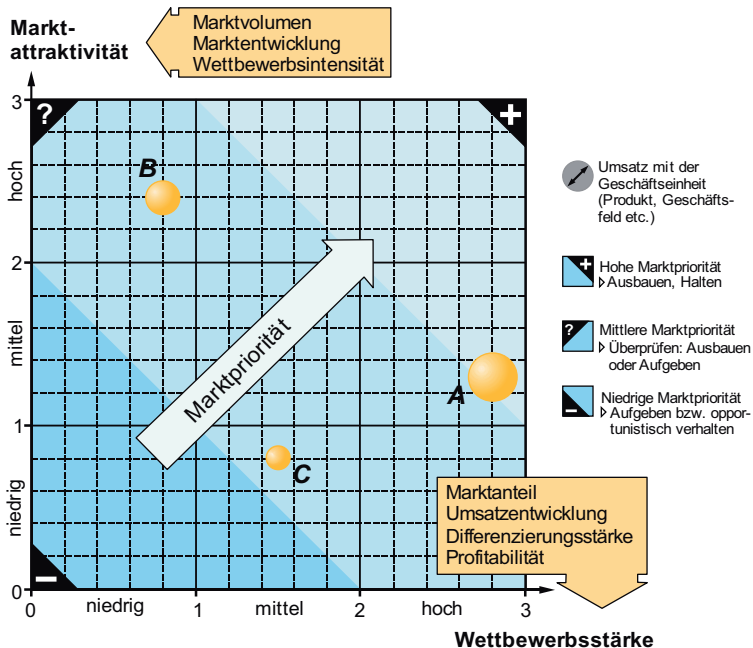 Markt-
attraktivität
Marktvolumen
Marktentwicklung
Wettbewerbsintensität
3
hoch
2
mittel
1
niedrig
0
?
+
B
A
C
Marktpriorität
–
0
niedrig
1
mittel
2
hoch
3
Wettbewerbsstärke
Marktanteil
Umsatzentwicklung
Differenzierungsstärke
Profitabilität
Umsatz mit der
Geschäftseinheit
(Produkt, Geschäfts-
feld etc.)
+
Hohe Marktpriorität
▷ Ausbauen, Halten
?
Mittlere Marktpriorität
▷ Überprüfen: Ausbauen
oder Aufgeben
–
Niedrige Marktpriorität
▷ Aufgeben bzw. oppor-
tunistisch verhalten